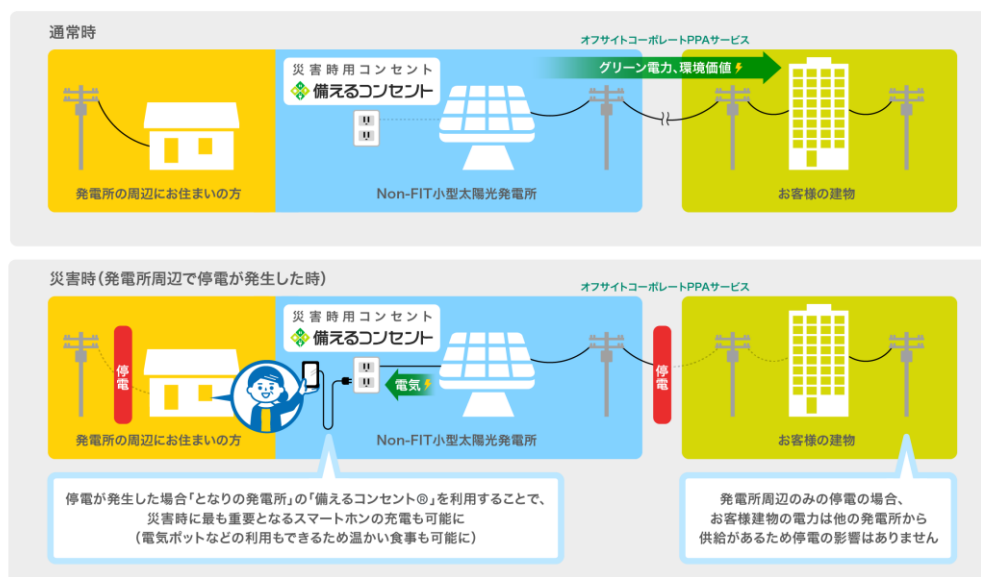 通常時
オフサイトコーポレートPPAサービス
グリーン電力、環境価値
災害時用コンセント
備えるコンセント
発電所の周辺にお住まいの方
Non-FIT小型太陽光発電所
お客様の建物
災害時(発電所周辺で停電が発生した時)
オフサイトコーポレートPPAサービス
災害時用コンセント
備えるコンセント
停電
電気
停電
発電所の周辺にお住まいの方
Non-FIT小型太陽光発電所
お客様の建物
停電が発生した場合「となりの発電所」の「備えるコンセント®」を利用することで、
災害時に最も重要となるスマートホンの充電も可能に
(電気ポットなどの利用もできるため温かい食事も可能に)
発電所周辺のみの停電の場合、
お客様建物の電力は他の発電所から
供給があるため停電の影響はありません